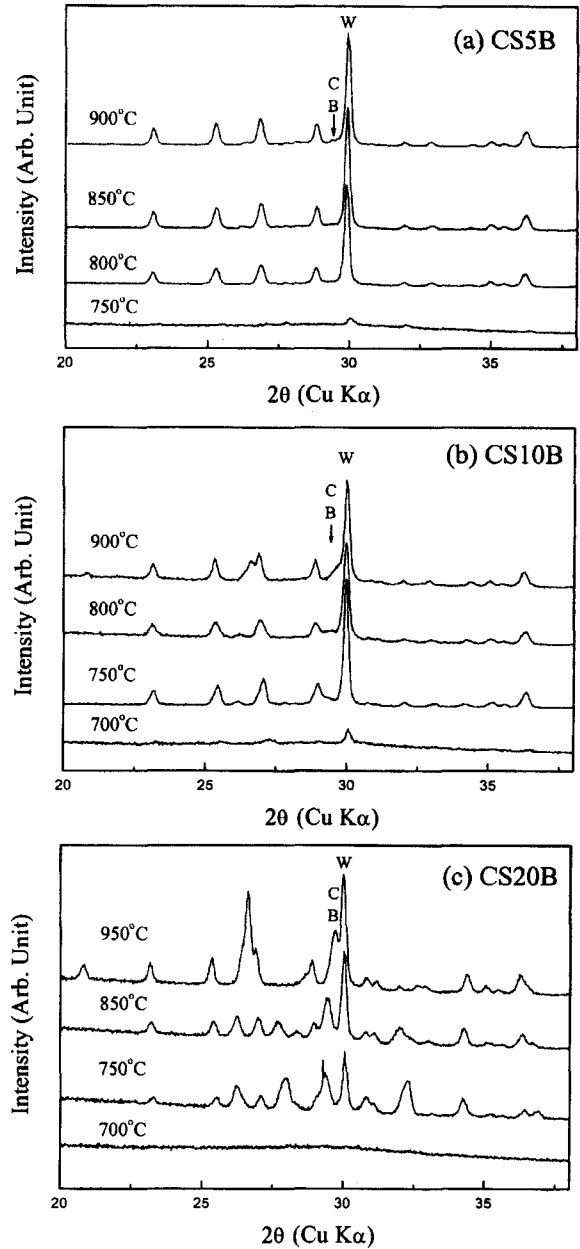 (a) CS5B
W
C
B
900°C
850°C
800°C
750°C
Intensity (Arb. Unit)
20 25 30 35
2θ (Cu Kα)
(b) CS10B
W
C
B
900°C
800°C
750°C
700°C
Intensity (Arb. Unit)
20 25 30 35
2θ (Cu Kα)
(c) CS20B
W
C
B
950°C
850°C
750°C
700°C
Intensity (Arb. Unit)
20 25 30 35
2θ (Cu Kα)